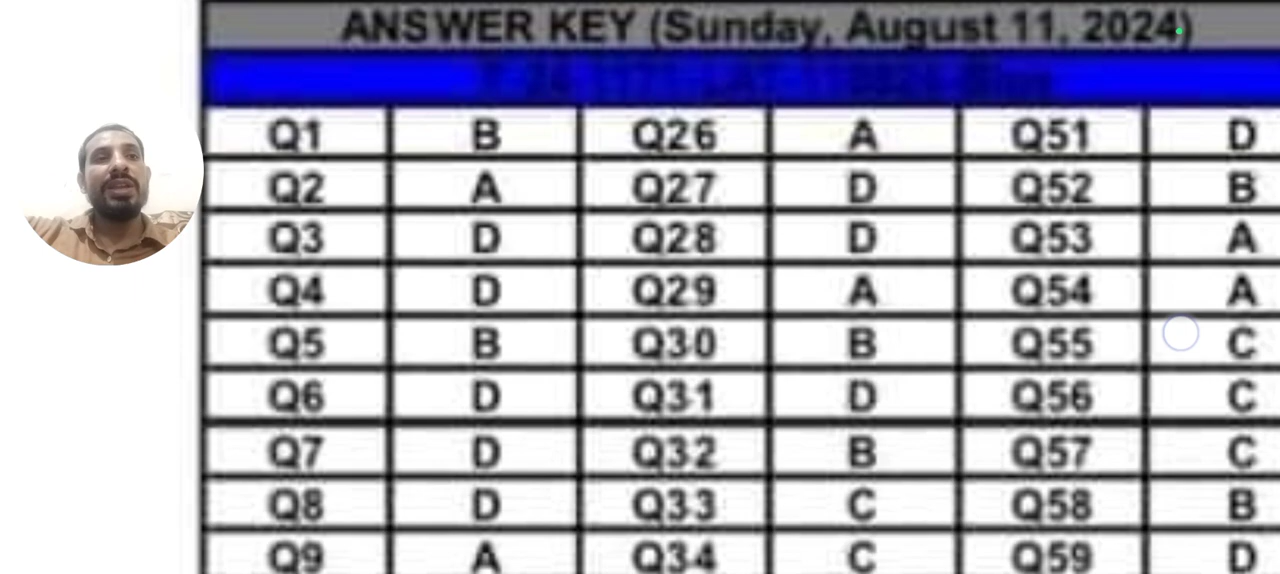 ANSWER KEY (Sunday, August 11, 2024)
Q1 B Q26 A Q51 D
Q2 A Q27 D Q52 B
Q3 D Q28 D Q53 A
Q4 D Q29 A Q54 A
Q5 B Q30 B Q55 C
Q6 D Q31 D Q56 C
Q7 D Q32 B Q57 C
Q8 D Q33 C Q58 B
Q9 A Q34 C Q59 D